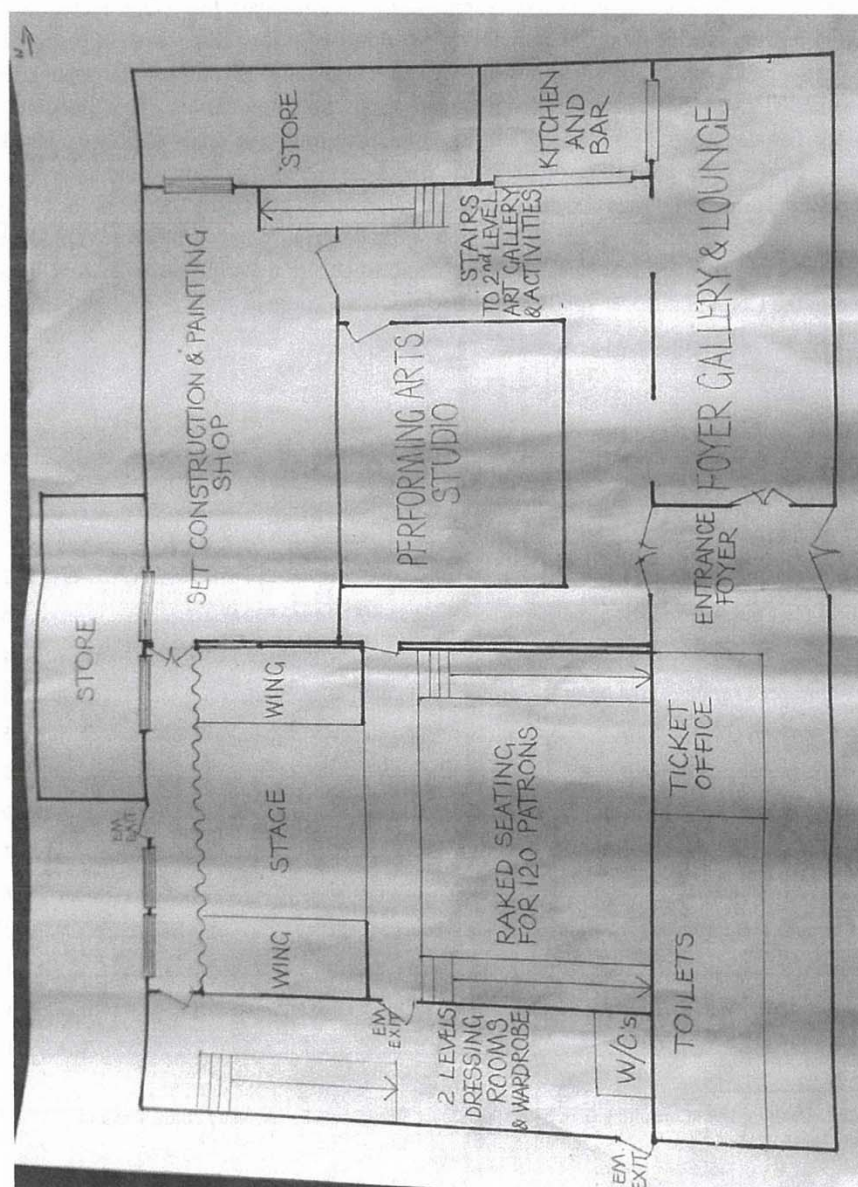 N
STORE
SET CONSTRUCTION & PAINTING
SHOP
STORE
KITCHEN
AND
BAR
STAIRS
TO 2nd LEVEL
ART GALLERY
& ACTIVITIES
PERFORMING ARTS
STUDIO
FOYER GALLERY & LOUNGE
ENTRANCE
FOYER
WING
STAGE
WING
EM.
EXIT
RAKED SEATING
FOR 120 PATRONS
TICKET
OFFICE
TOILETS
EM.
EXIT
2 LEVELS
DRESSING
ROOMS
& WARDROBE
W/C's
EM.
EXIT